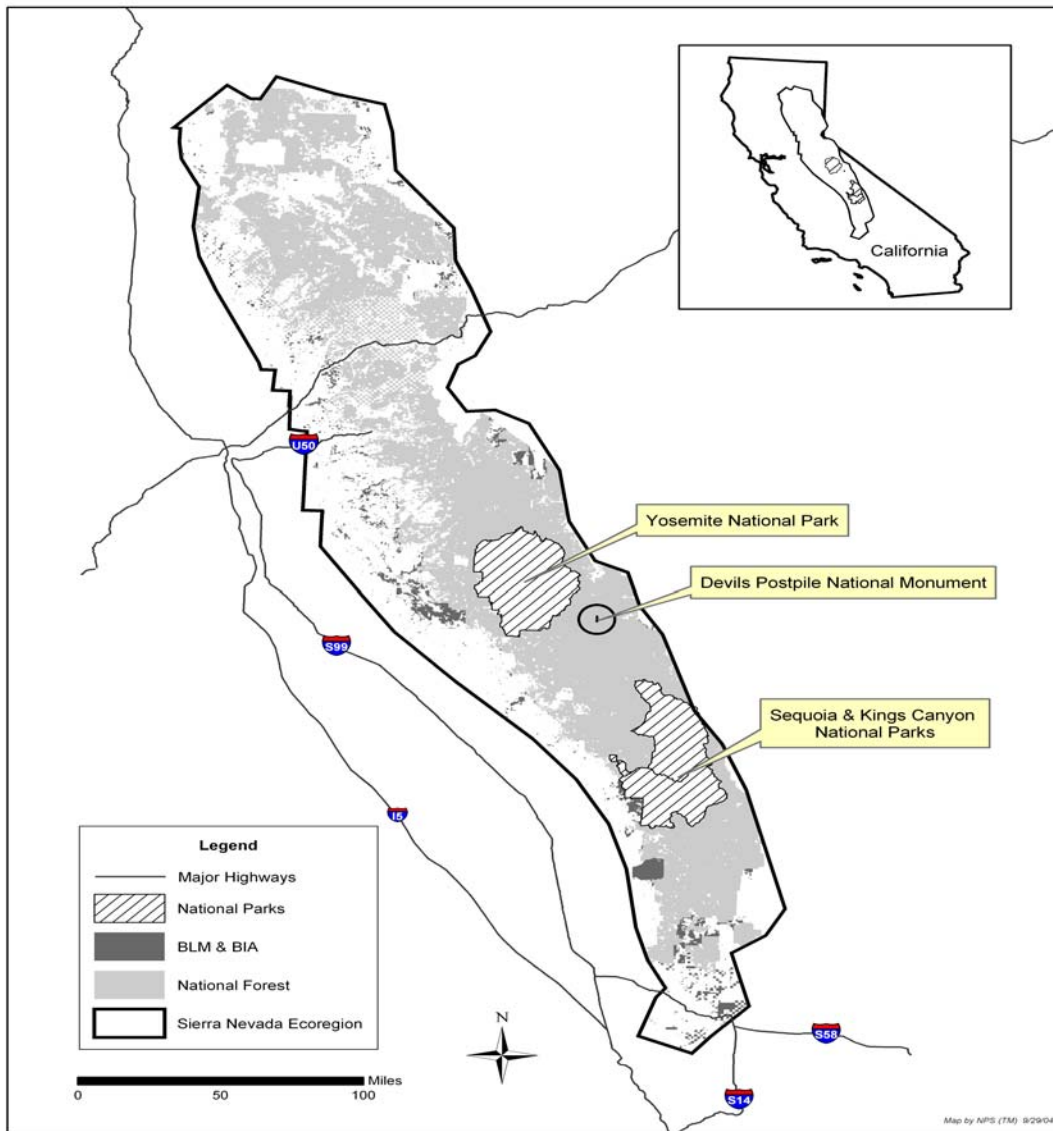 California
U50
Yosemite National Park
Devils Postpile National Monument
S99
Sequoia & Kings Canyon
National Parks
I5
Legend
Major Highways
National Parks
BLM & BIA
National Forest
Sierra Nevada Ecoregion
N
S58
Miles
0
50
100
S14
Map by NPS (TM) 9/29/04